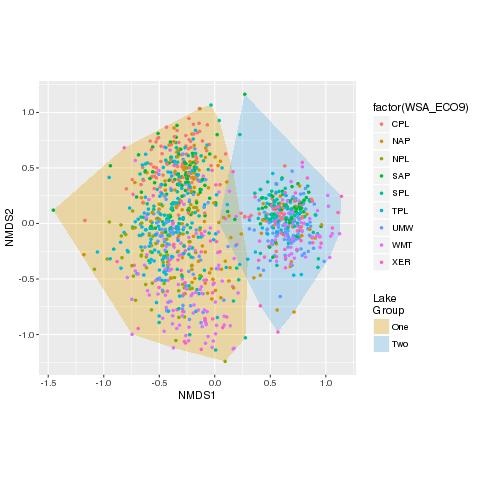 factor(WSA_ECO9)
CPL
NAP
NPL
SAP
SPL
TPL
UMW
WMT
XER
Lake
Group
One
Two
NMDS2
1.0
0.5
0.0
-0.5
-1.0
-1.5 -1.0 -0.5 0.0 0.5 1.0
NMDS1